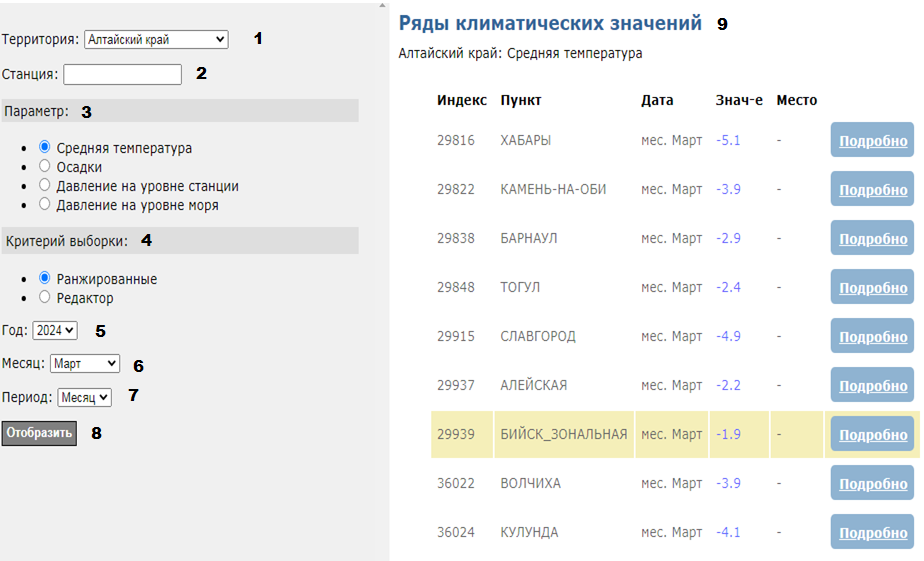 Территория: Алтайский край 1
Станция: 2
Параметр: 3
Средняя температура
Осадки
Давление на уровне станции
Давление на уровне моря
Критерий выборки: 4
Ранжированные
Редактор
Год: 2024 5
Месяц: Март 6
Период: Месяц 7
Отобразить 8
Ряды климатических значений 9
Алтайский край: Средняя температура
Индекс Пункт Дата Знач-е Место
29816 ХАБАРЫ мес. Март -5.1 - Подробно
29822 КАМЕНЬ-НА-ОБИ мес. Март -3.9 - Подробно
29838 БАРНАУЛ мес. Март -2.9 - Подробно
29848 ТОГУЛ мес. Март -2.4 - Подробно
29915 СЛАВГОРОД мес. Март -4.9 - Подробно
29937 АЛЕЙСКАЯ мес. Март -2.2 - Подробно
29939 БИЙСК_ЗОНАЛЬНАЯ мес. Март -1.9 - Подробно
36022 ВОЛЧИХА мес. Март -3.9 - Подробно
36024 КУЛУНДА мес. Март -4.1 - Подробно